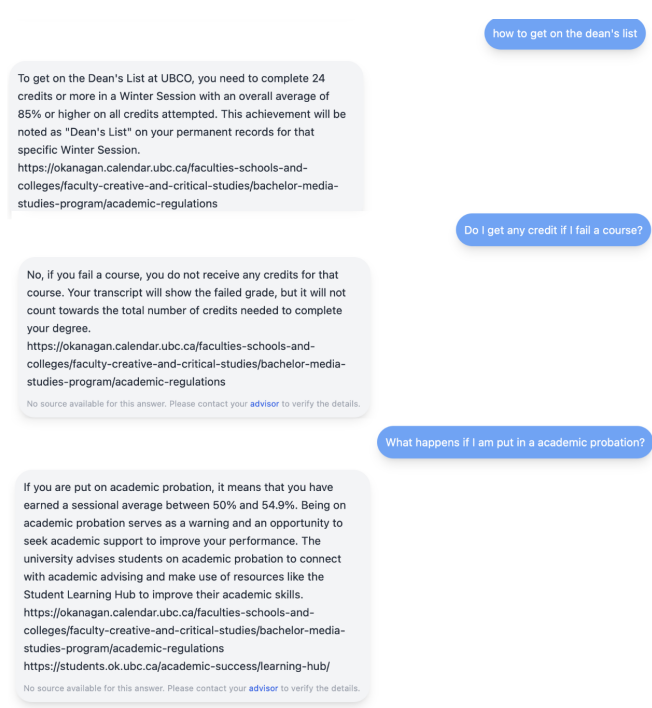 how to get on the dean's list
To get on the Dean's List at UBCO, you need to complete 24
credits or more in a Winter Session with an overall average of
85% or higher on all credits attempted. This achievement will be
noted as "Dean's List" on your permanent records for that
specific Winter Session.
https://okanagan.calendar.ubc.ca/faculties-schools-and-
colleges/faculty-creative-and-critical-studies/bachelor-media-
studies-program/academic-regulations
Do I get any credit if I fail a course?
No, if you fail a course, you do not receive any credits for that
course. Your transcript will show the failed grade, but it will not
count towards the total number of credits needed to complete
your degree.
https://okanagan.calendar.ubc.ca/faculties-schools-and-
colleges/faculty-creative-and-critical-studies/bachelor-media-
studies-program/academic-regulations
No source available for this answer. Please contact your advisor to verify the details.
What happens if I am put in a academic probation?
If you are put on academic probation, it means that you have
earned a sessional average between 50% and 54.9%. Being on
academic probation serves as a warning and an opportunity to
seek academic support to improve your performance. The
university advises students on academic probation to connect
with academic advising and make use of resources like the
Student Learning Hub to improve their academic skills.
https://okanagan.calendar.ubc.ca/faculties-schools-and-
colleges/faculty-creative-and-critical-studies/bachelor-media-
studies-program/academic-regulations
https://students.ok.ubc.ca/academic-success/learning-hub/
No source available for this answer. Please contact your advisor to verify the details.